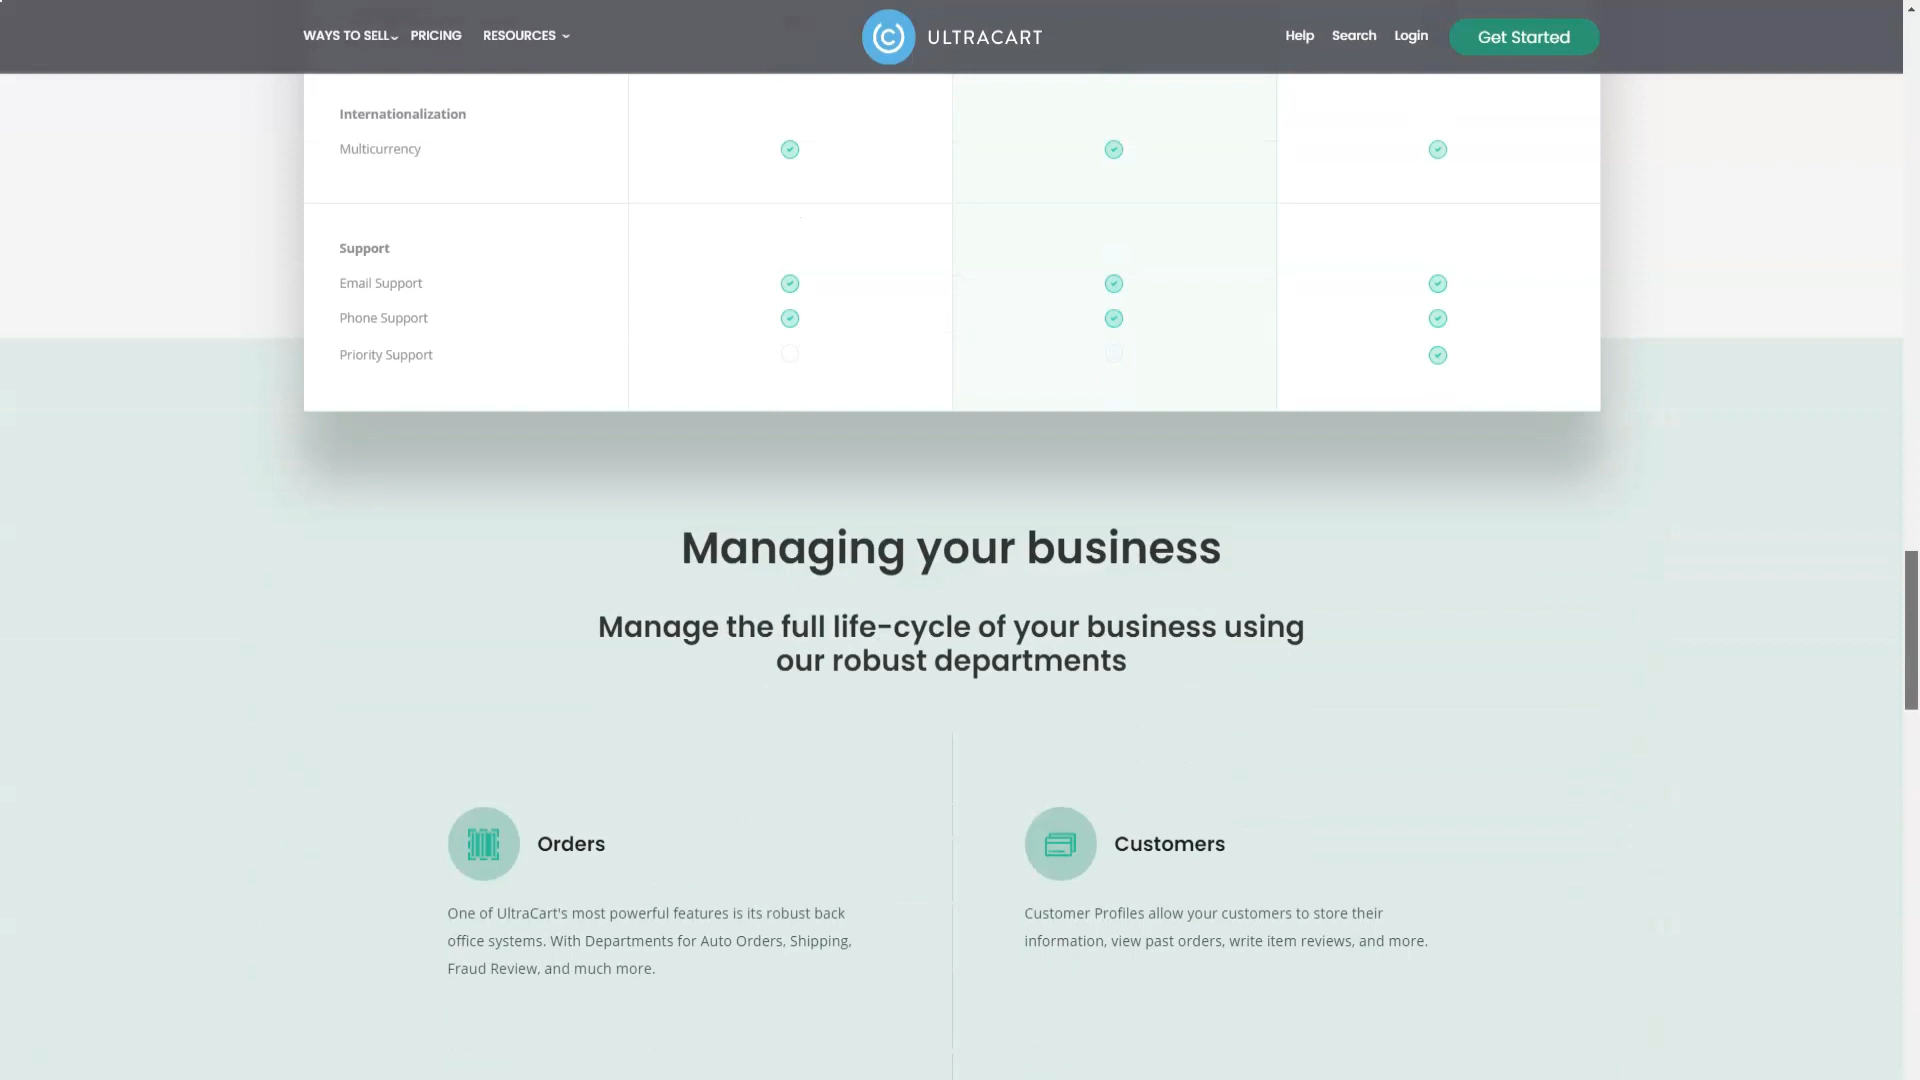 WAYS TO SELL PRICING RESOURCES ULTRACART Help Search Login Get Started
Internationalization
Multicurrency
Support
Email Support
Phone Support
Priority Support
Managing your business
Manage the full life-cycle of your business using
our robust departments
Orders
One of UltraCart's most powerful features is its robust back
office systems. With Departments for Auto Orders, Shipping,
Fraud Review, and much more.
Customers
Customer Profiles allow your customers to store their
information, view past orders, write item reviews, and more.